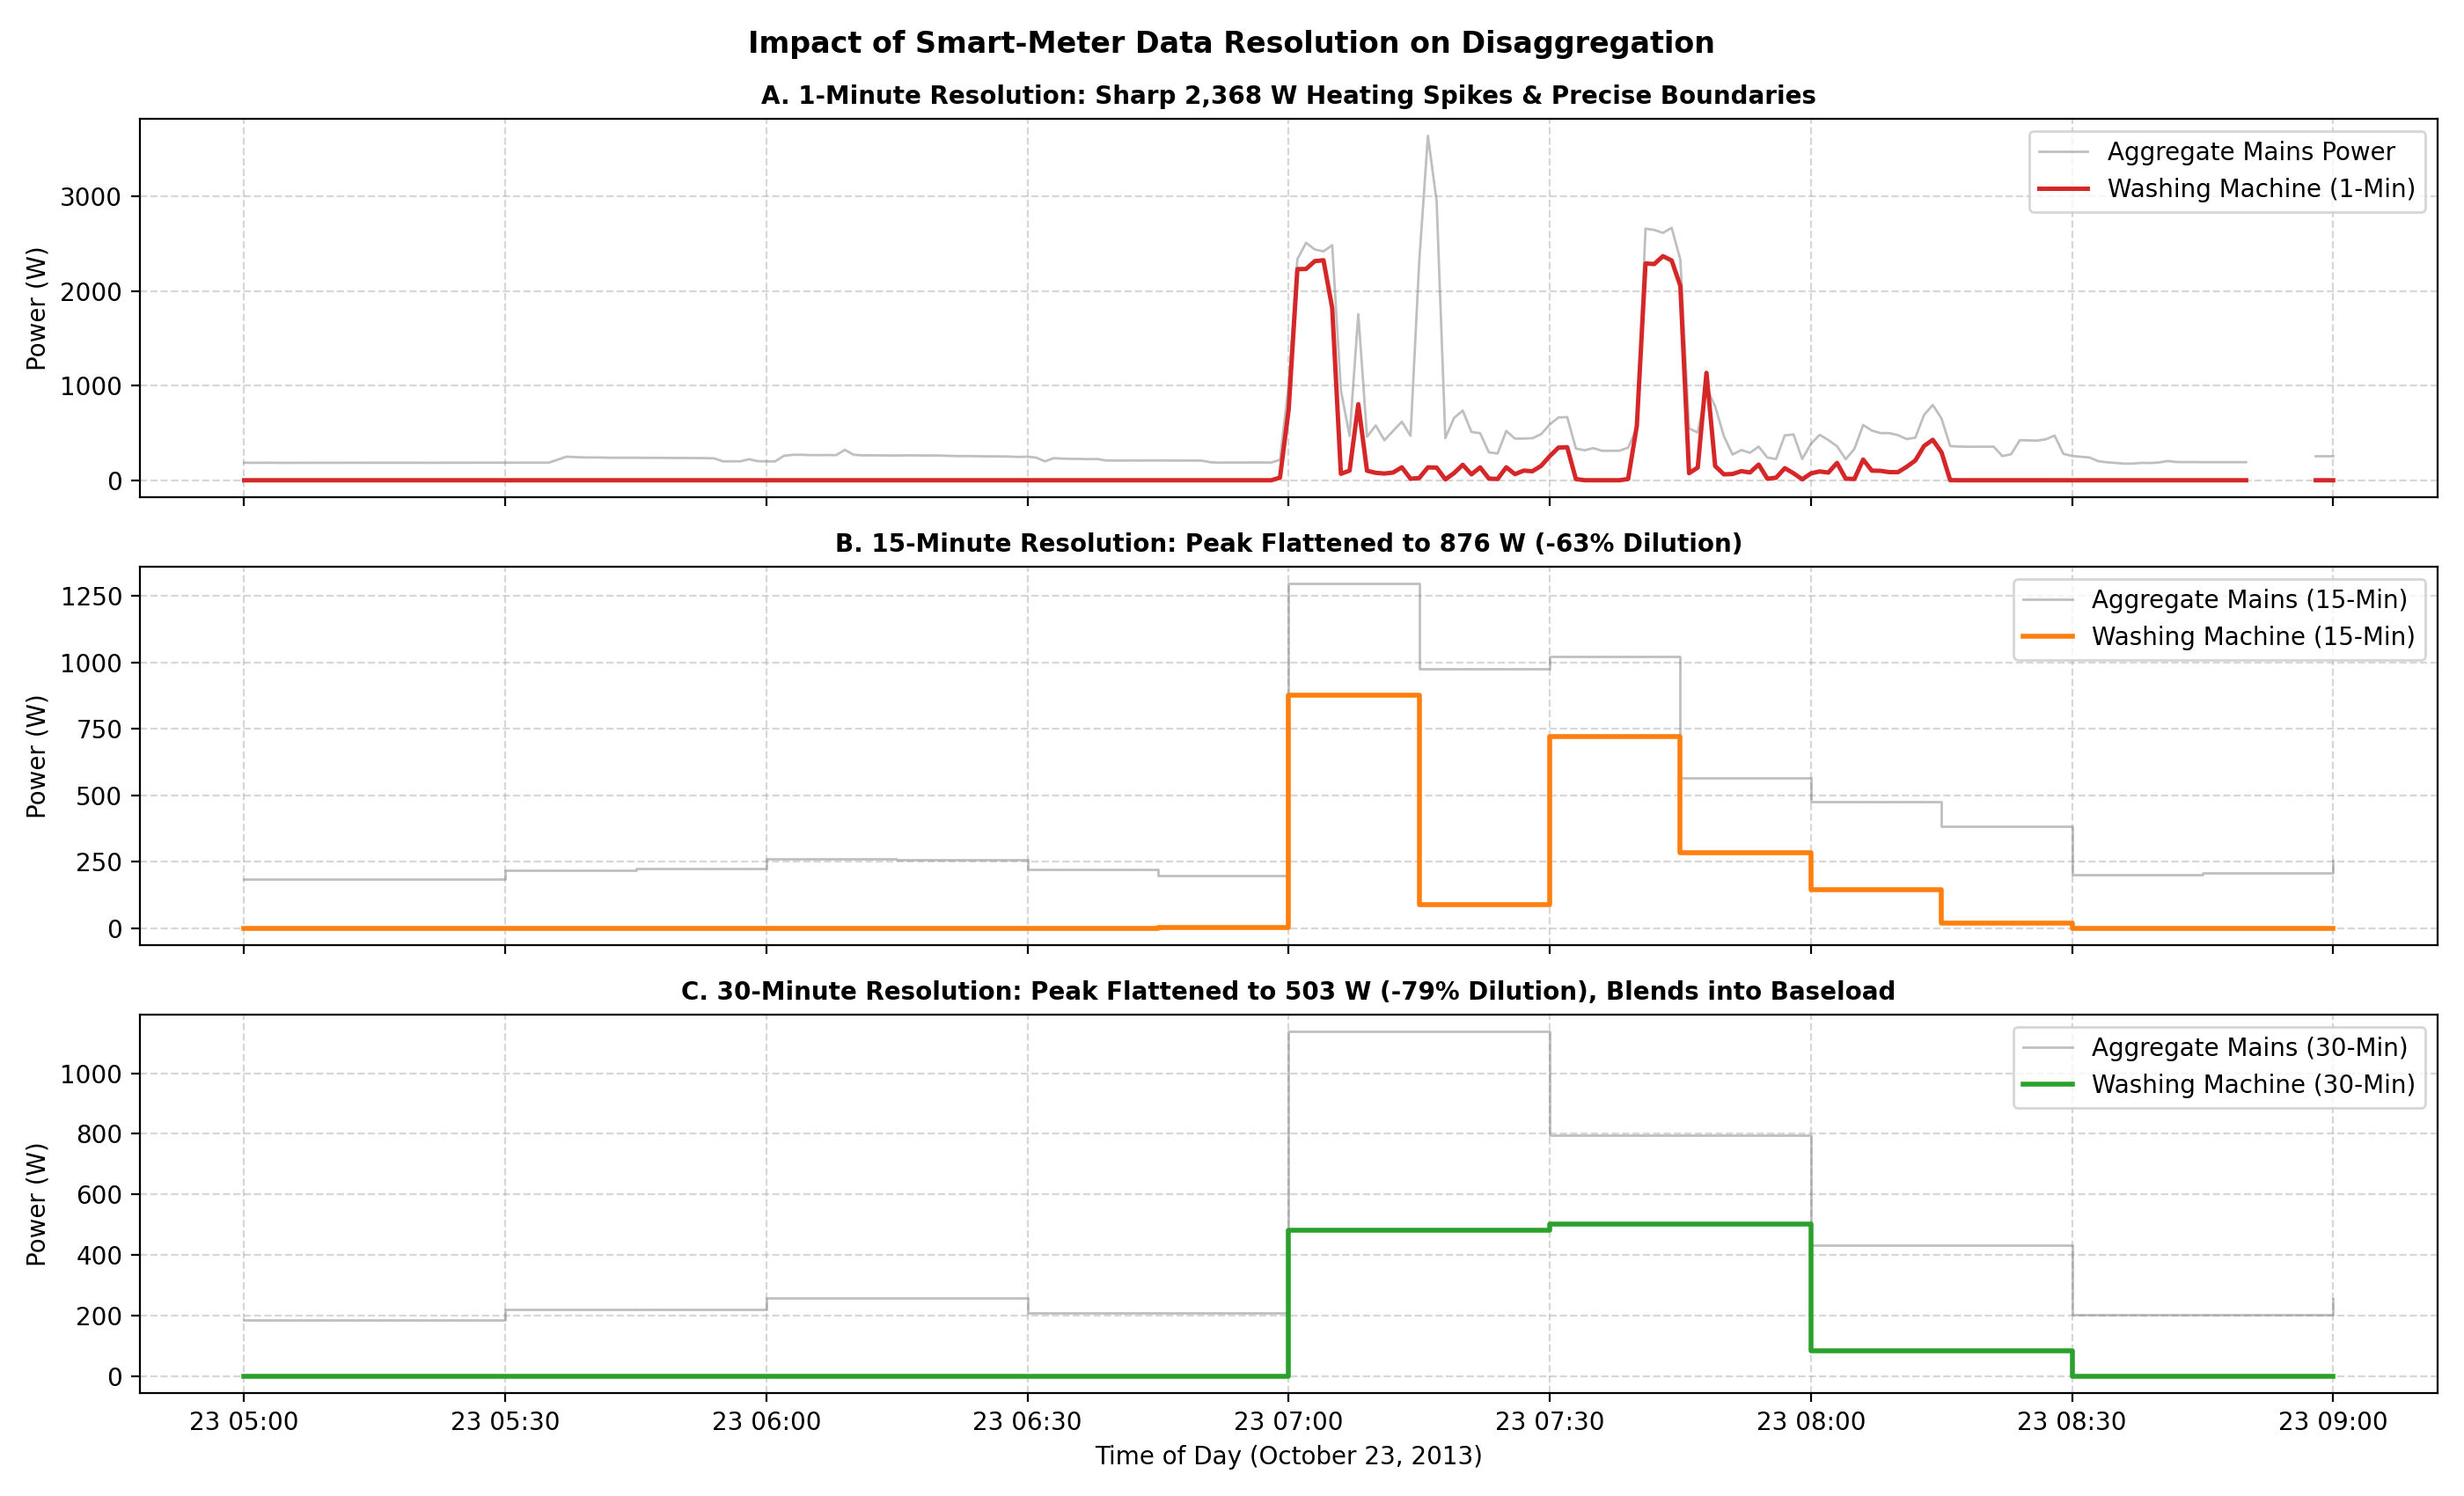 Impact of Smart-Meter Data Resolution on Disaggregation
A. 1-Minute Resolution: Sharp 2,368 W Heating Spikes & Precise Boundaries
Power (W)
3000
2000
1000
0
Aggregate Mains Power
Washing Machine (1-Min)
B. 15-Minute Resolution: Peak Flattened to 876 W (-63% Dilution)
Power (W)
1250
1000
750
500
250
0
Aggregate Mains (15-Min)
Washing Machine (15-Min)
C. 30-Minute Resolution: Peak Flattened to 503 W (-79% Dilution), Blends into Baseload
Power (W)
1000
800
600
400
200
0
Aggregate Mains (30-Min)
Washing Machine (30-Min)
23 05:00 23 05:30 23 06:00 23 06:30 23 07:00 23 07:30 23 08:00 23 08:30 23 09:00
Time of Day (October 23, 2013)